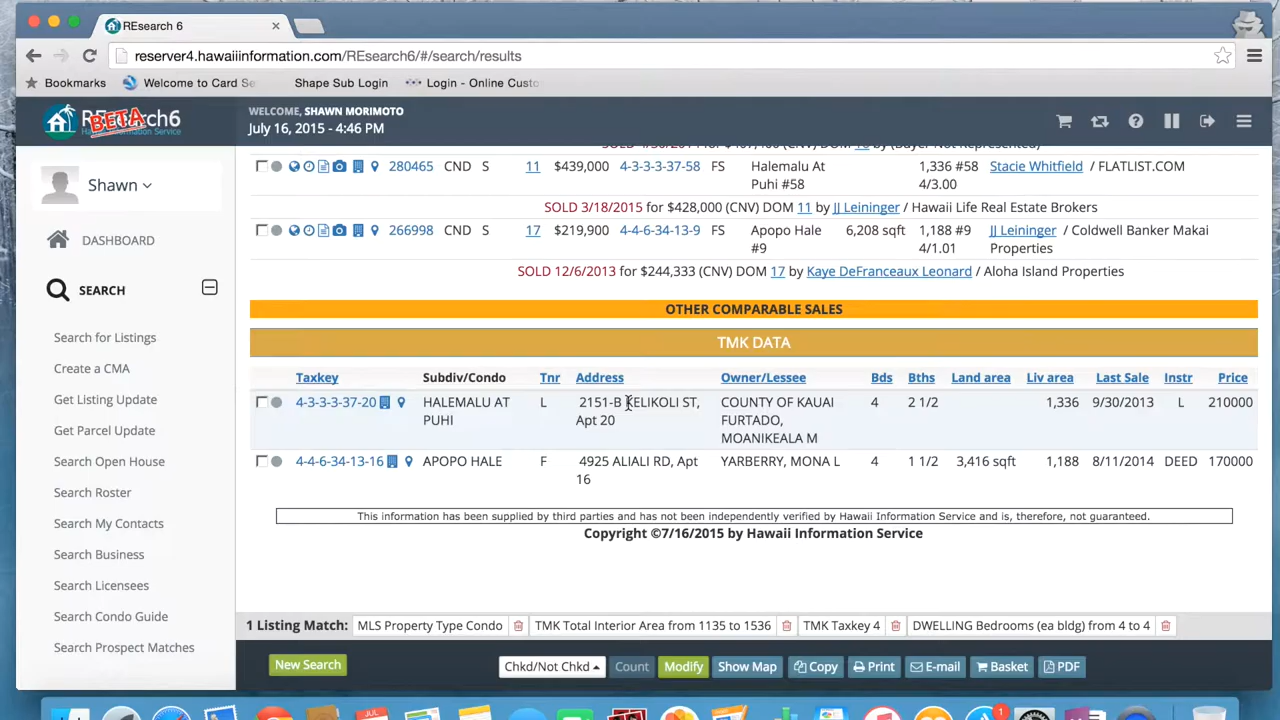 REsearch 6
reserver4.hawaiiinformation.com/REsearch6/#/search/results
Bookmarks Welcome to Card Se Shape Sub Login Login - Online Custo
REsearch6 BETA
Hawaii Information Service
WELCOME, SHAWN MORIMOTO
July 16, 2015 - 4:46 PM
Shawn
DASHBOARD
SEARCH
Search for Listings
Create a CMA
Get Listing Update
Get Parcel Update
Search Open House
Search Roster
Search My Contacts
Search Business
Search Licensees
Search Condo Guide
Search Prospect Matches
280465 CND S 11 $439,000 4-3-3-3-37-58 FS Halemalu At 1,336 #58 Stacie Whitfield / FLATLIST.COM
Puhi #58 4/3.00
SOLD 3/18/2015 for $428,000 (CNV) DOM 11 by JJ Leininger / Hawaii Life Real Estate Brokers
266998 CND S 17 $219,900 4-4-6-34-13-9 FS Apopo Hale 6,208 sqft 1,188 #9 JJ Leininger / Coldwell Banker Makai
#9 4/1.01 Properties
SOLD 12/6/2013 for $244,333 (CNV) DOM 17 by Kaye DeFranceaux Leonard / Aloha Island Properties
OTHER COMPARABLE SALES
TMK DATA
Taxkey Subdiv/Condo Tnr Address Owner/Lessee Bds Bths Land area Liv area Last Sale Instr Price
4-3-3-3-37-20 HALEMALU AT L 2151-B KELIKOLI ST, COUNTY OF KAUAI 4 2 1/2 1,336 9/30/2013 L 210000
PUHI Apt 20 FURTADO,
MOANIKEALA M
4-4-6-34-13-16 APOPO HALE F 4925 ALIALI RD, Apt YARBERRY, MONA L 4 1 1/2 3,416 sqft 1,188 8/11/2014 DEED 170000
16
This information has been supplied by third parties and has not been independently verified by Hawaii Information Service and is, therefore, not guaranteed.
Copyright ©7/16/2015 by Hawaii Information Service
1 Listing Match: MLS Property Type Condo TMK Total Interior Area from 1135 to 1536 TMK Taxkey 4 DWELLING Bedrooms (ea bldg) from 4 to 4
New Search Chkd/Not Chkd Count Modify Show Map Copy Print E-mail Basket PDF